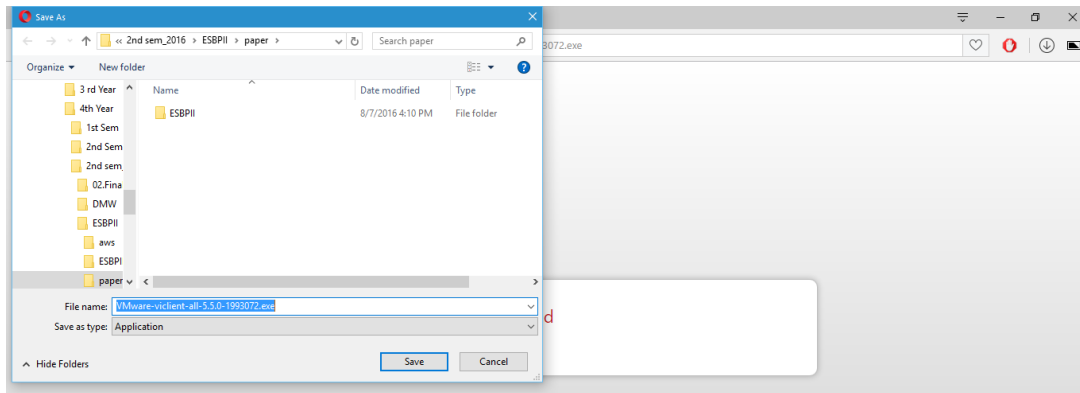 Save As
« 2nd sem_2016 > ESBPII > paper >
Search paper
3072.exe
Organize
New folder
Name
Date modified
Type
3 rd Year
4th Year
1st Sem
2nd Sem
2nd sem_
02.Fina
DMW
ESBPII
aws
ESBPI
paper
ESBPII
8/7/2016 4:10 PM
File folder
File name:
VMware-viclient-all-5.5.0-1993072.exe
Save as type:
Application
d
Hide Folders
Save
Cancel